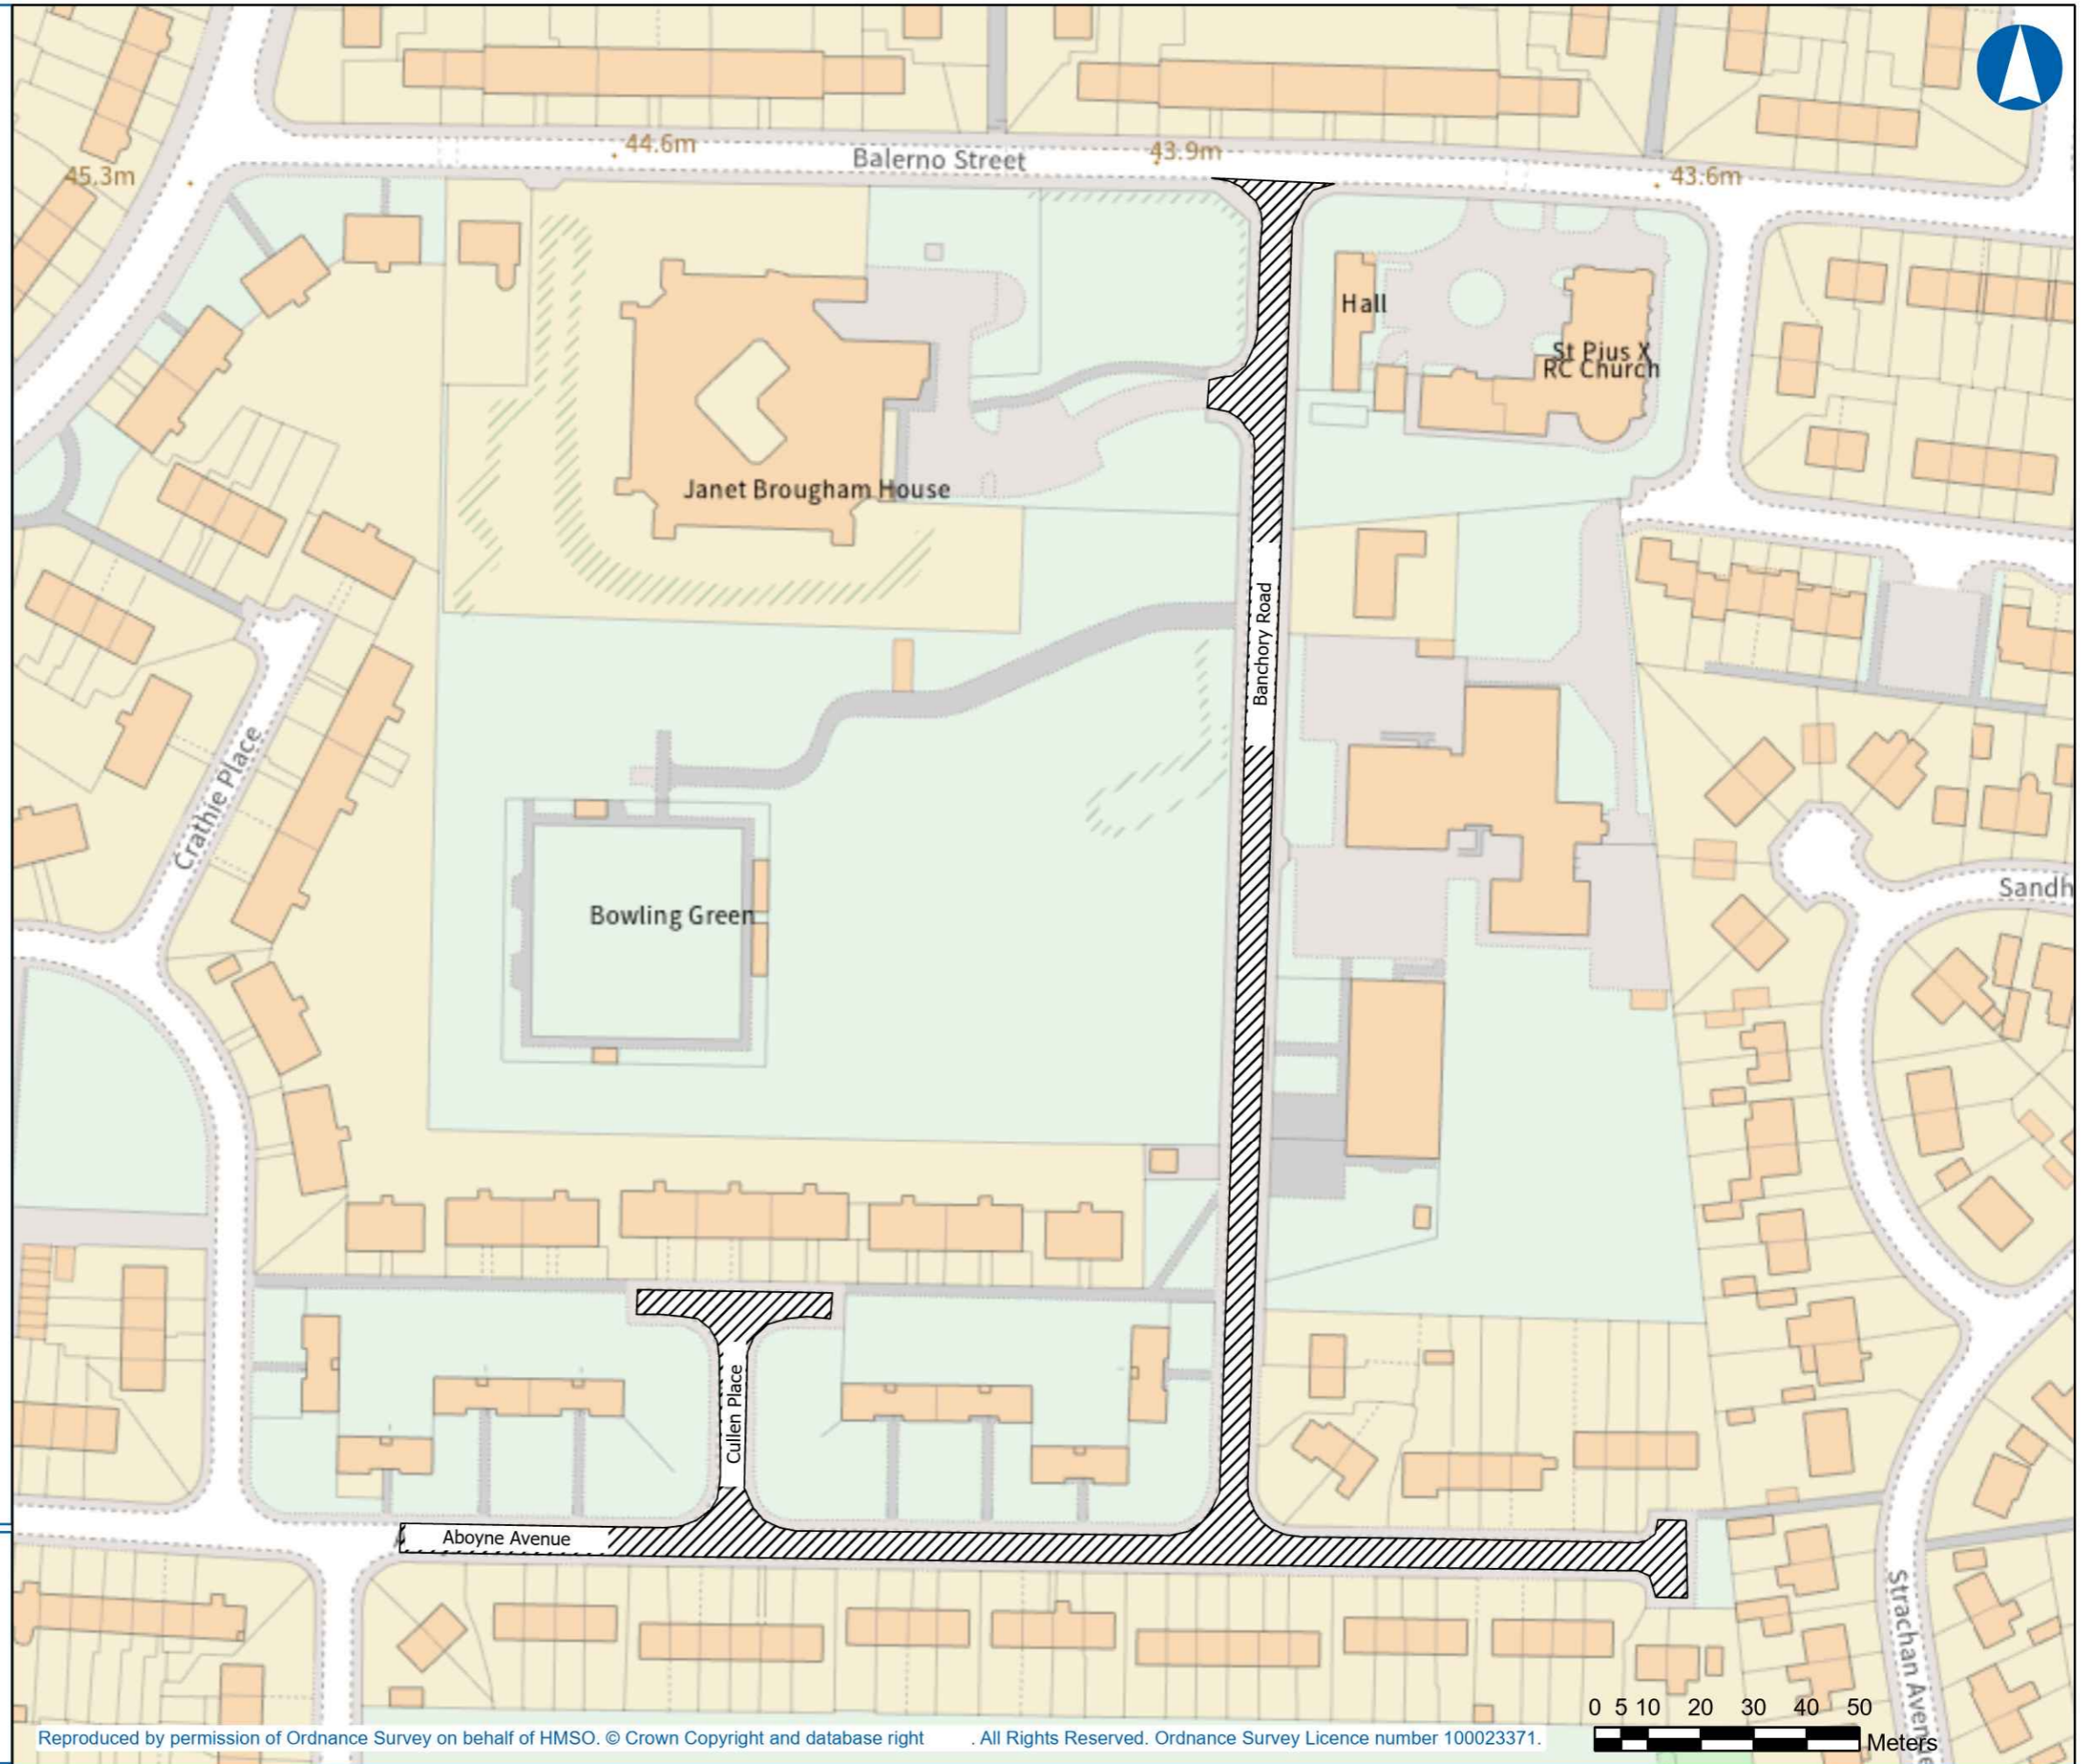 44.6m
Balerno Street
43.9m
43.6m
45.3m
Hall
St Pius X
RC Church
Janet Brougham House
Banchory Road
Crathie Place
Sandh
Bowling Green
Cullen Place
Aboyne Avenue
Strachan Avenue
0 5 10 20 30 40 50
Meters
Reproduced by permission of Ordnance Survey on behalf of HMSO. © Crown Copyright and database right . All Rights Reserved. Ordnance Survey Licence number 100023371.